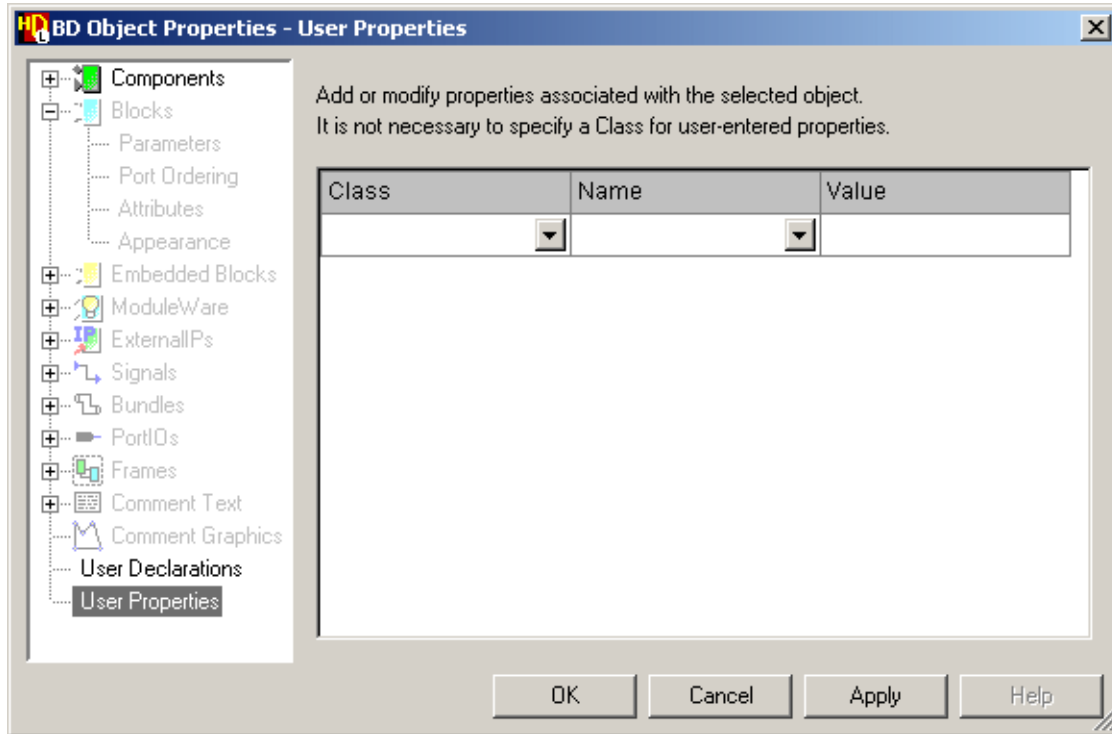 HD L BD Object Properties - User Properties
Components
Blocks
Parameters
Port Ordering
Attributes
Appearance
Embedded Blocks
ModuleWare
IP ExternalIPs
Signals
Bundles
PortIOs
Frames
Comment Text
Comment Graphics
User Declarations
User Properties
Add or modify properties associated with the selected object.
It is not necessary to specify a Class for user-entered properties.
Class Name Value
OK Cancel Apply Help